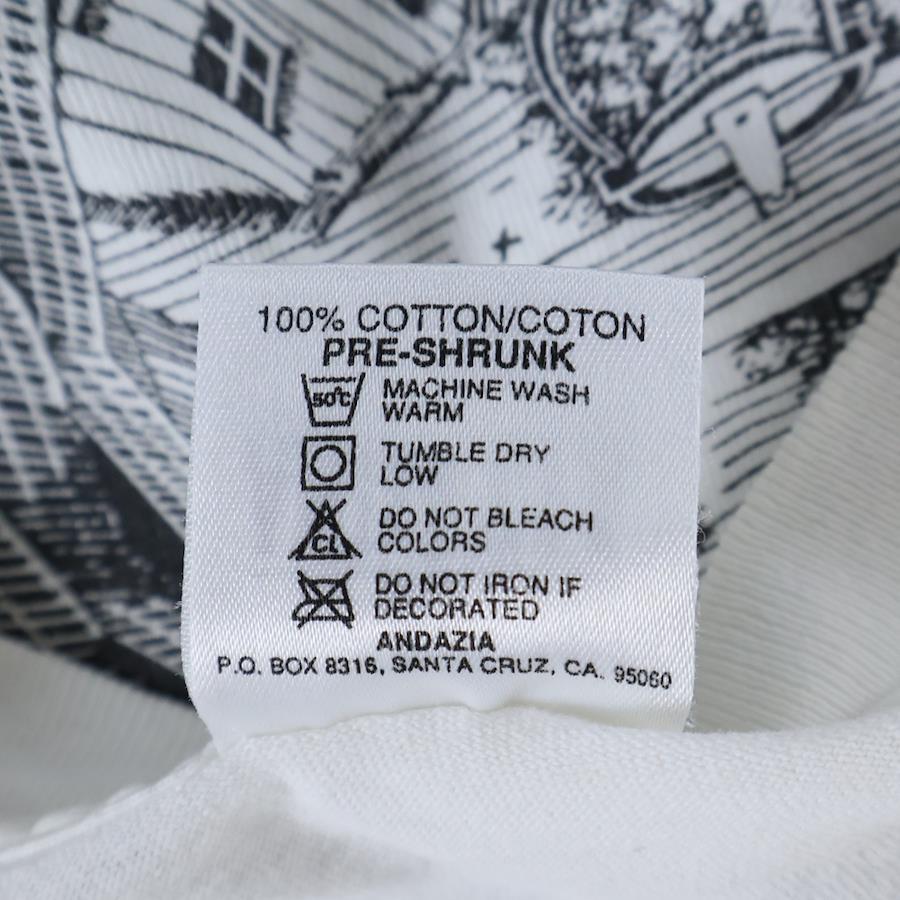 100% COTTON/COTON
PRE-SHRUNK
50°C MACHINE WASH
WARM
TUMBLE DRY
LOW
DO NOT BLEACH
CL COLORS
DO NOT IRON IF
DECORATED
ANDAZIA
P.O. BOX 8316, SANTA CRUZ, CA. 95060